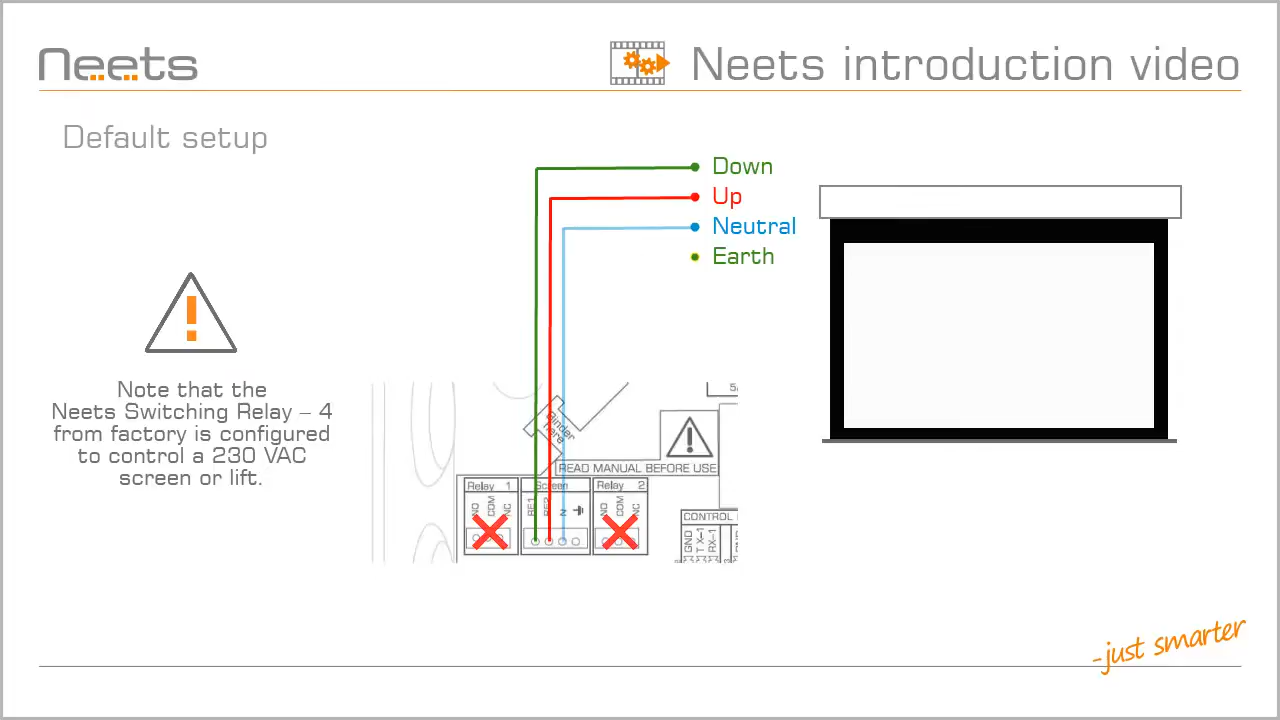 Neets
Neets introduction video
Default setup
Down
Up
Neutral
Earth
Note that the
Neets Switching Relay – 4
from factory is configured
to control a 230 VAC
screen or lift.
Binder
here
READ MANUAL BEFORE USE
Relay 1
Screen
Relay 2
NO
COM
NC
RE1
RE2
N
NO
COM
NC
CONTROL
GND
TX-1
RX-1
-just smarter